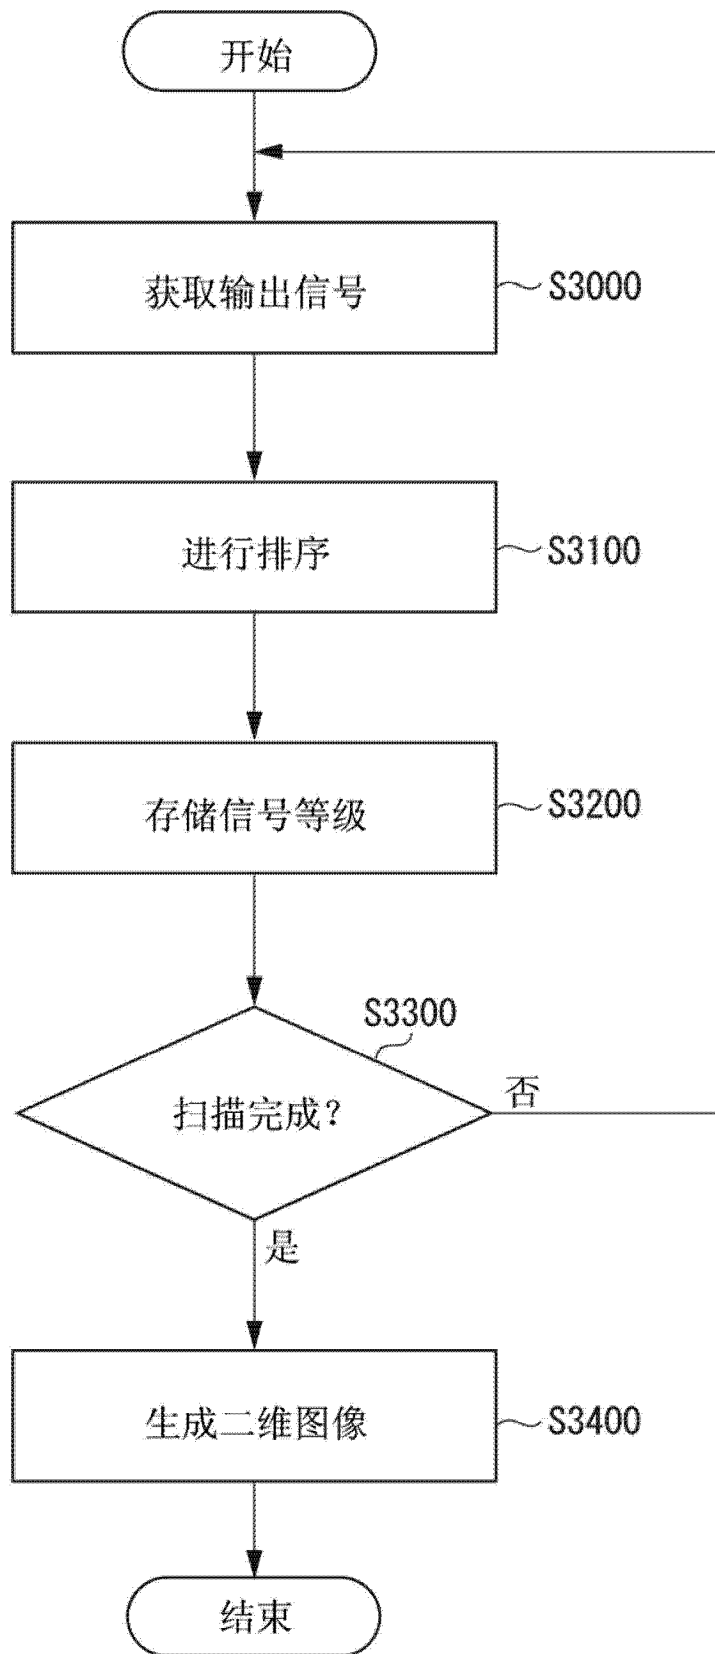 开始
获取输出信号
S3000
进行排序
S3100
存储信号等级
S3200
S3300
扫描完成?
否
是
生成二维图像
S3400
结束